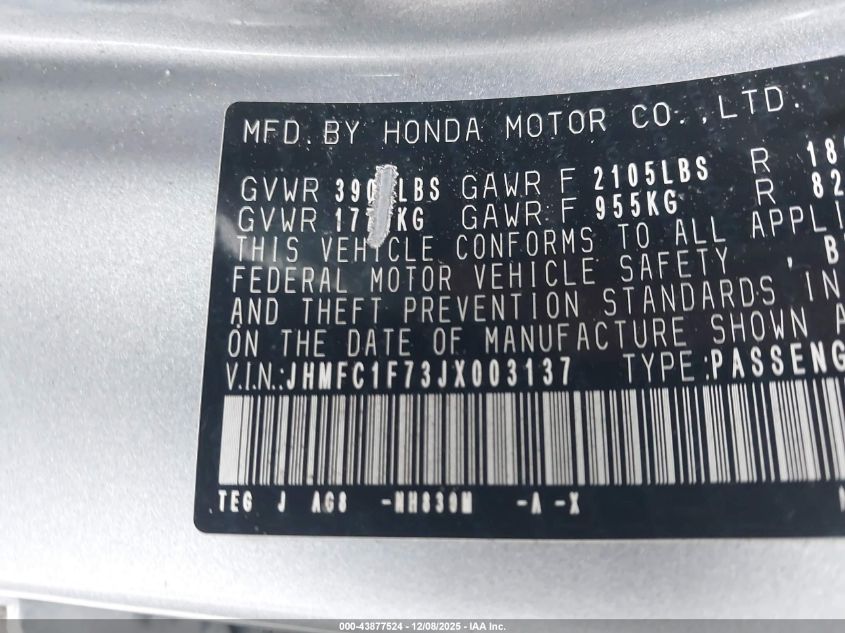 MFD. BY HONDA MOTOR CO., LTD.
GVWR LBS GAWR F 2105LBS R
GVWR KG GAWR F 955KG R
THIS VEHICLE CONFORMS TO ALL
FEDERAL MOTOR VEHICLE SAFETY ,
AND THEFT PREVENTION STANDARDS IN
ON THE DATE OF MANUFACTURE SHOWN
V.I.N.:JHMFC1F73JX003137 TYPE:
TEG J AG8 -NH830M -A -X
000-43877524 - 12/08/2025 - IAA Inc.